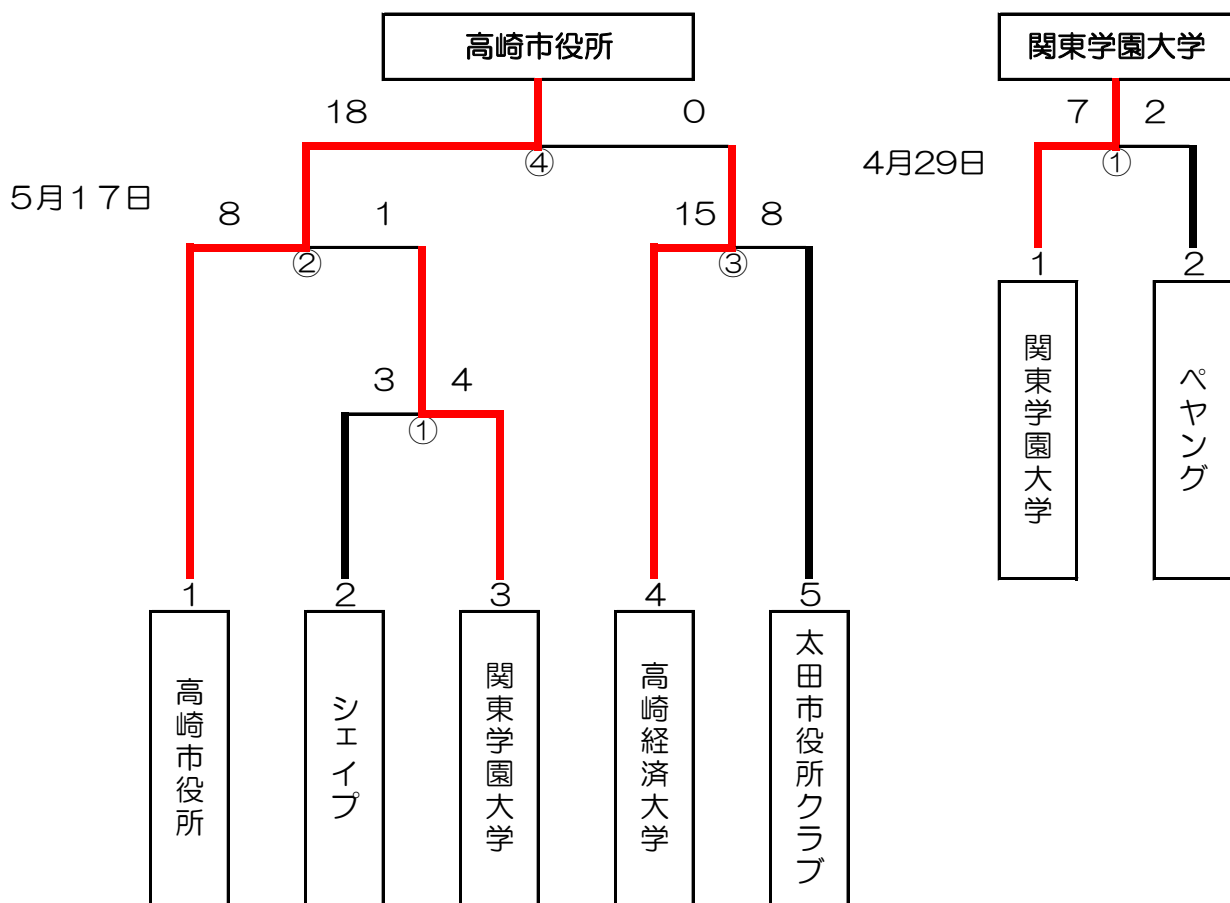 高崎市役所
関東学園大学
18
0
7
2
④
4月29日
①
5月17日
8
1
15
8
②
③
1
2
3
4
①
関東学園大学
ペヤング
1
2
3
4
5
高崎市役所
シェイプ
関東学園大学
高崎経済大学
太田市役所クラブ